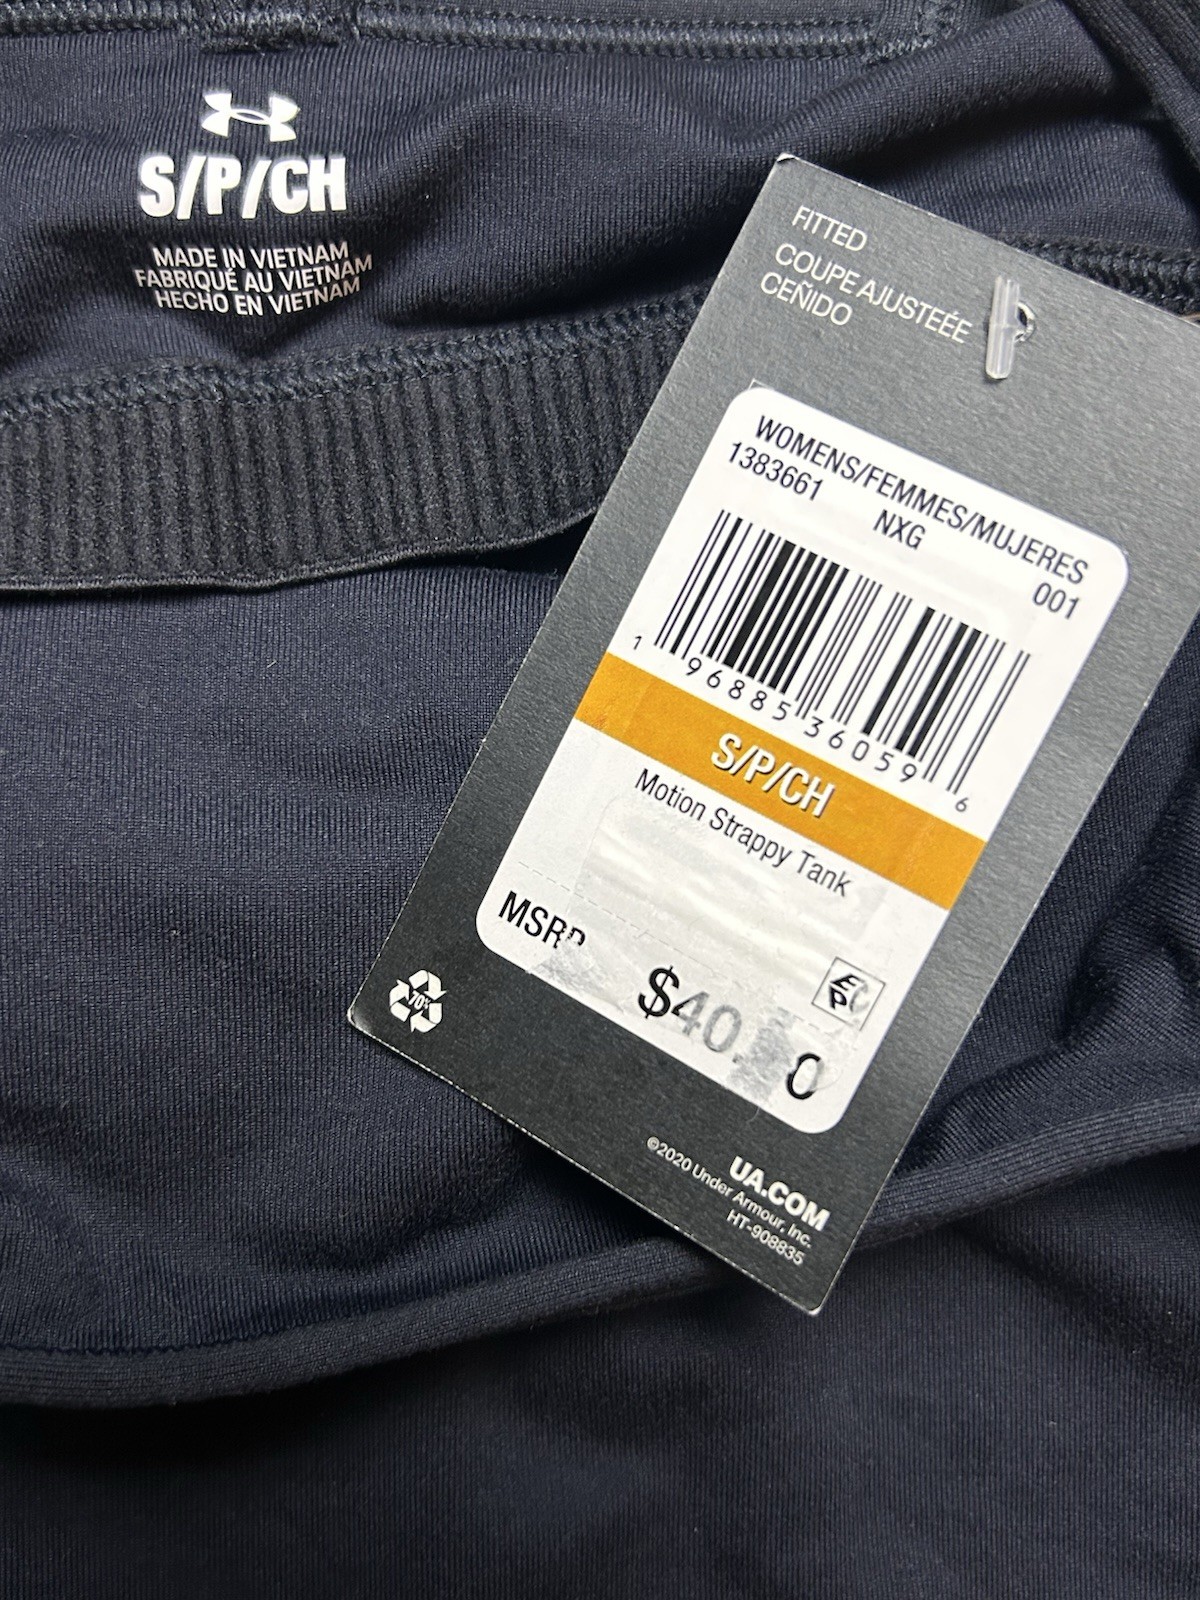 S/P/CH
MADE IN VIETNAM
FABRIQUÉ AU VIETNAM
HECHO EN VIETNAM
FITTED
COUPE AJUSTEÉE
CEÑIDO
WOMENS/FEMMES/MUJERES
1383661 NXG 001
1 96885 36059 6
S/P/CH
Motion Strappy Tank
MSRP
$40. 0
70%
UA.COM
©2020 Under Armour, Inc.
HT-908835